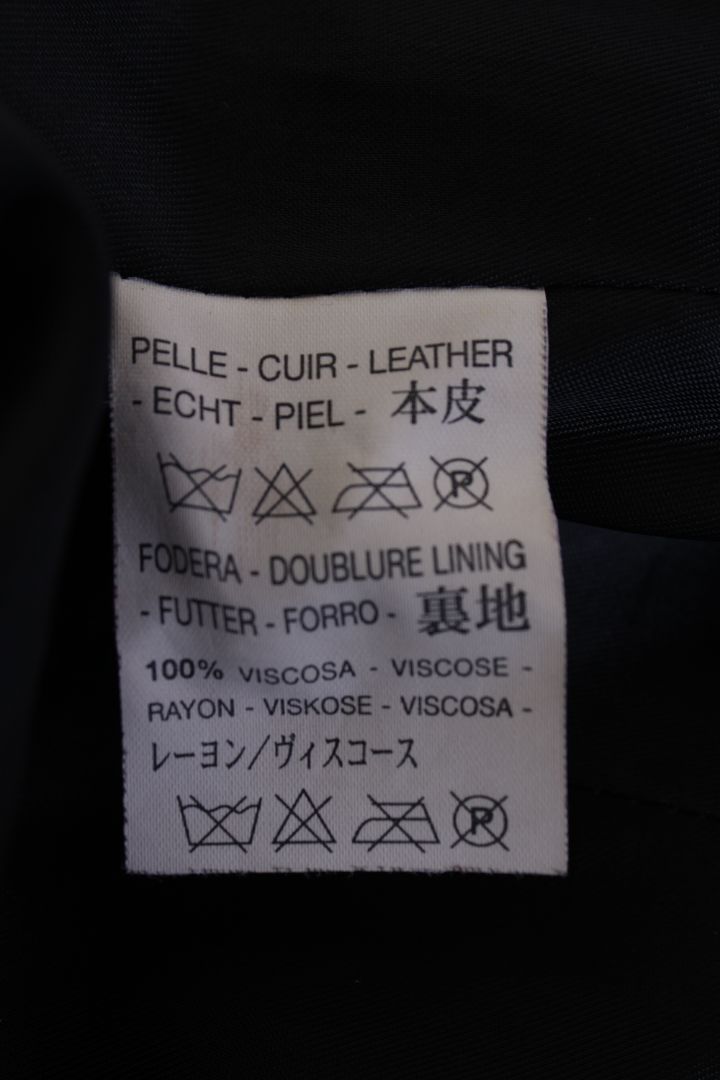 PELLE - CUIR - LEATHER
- ECHT - PIEL - 本皮
P
FODERA - DOUBLURE LINING
- FUTTER - FORRO - 裏地
100% VISCOSA - VISCOSE -
RAYON - VISKOSE - VISCOSA -
レーヨン/ヴィスコース
P